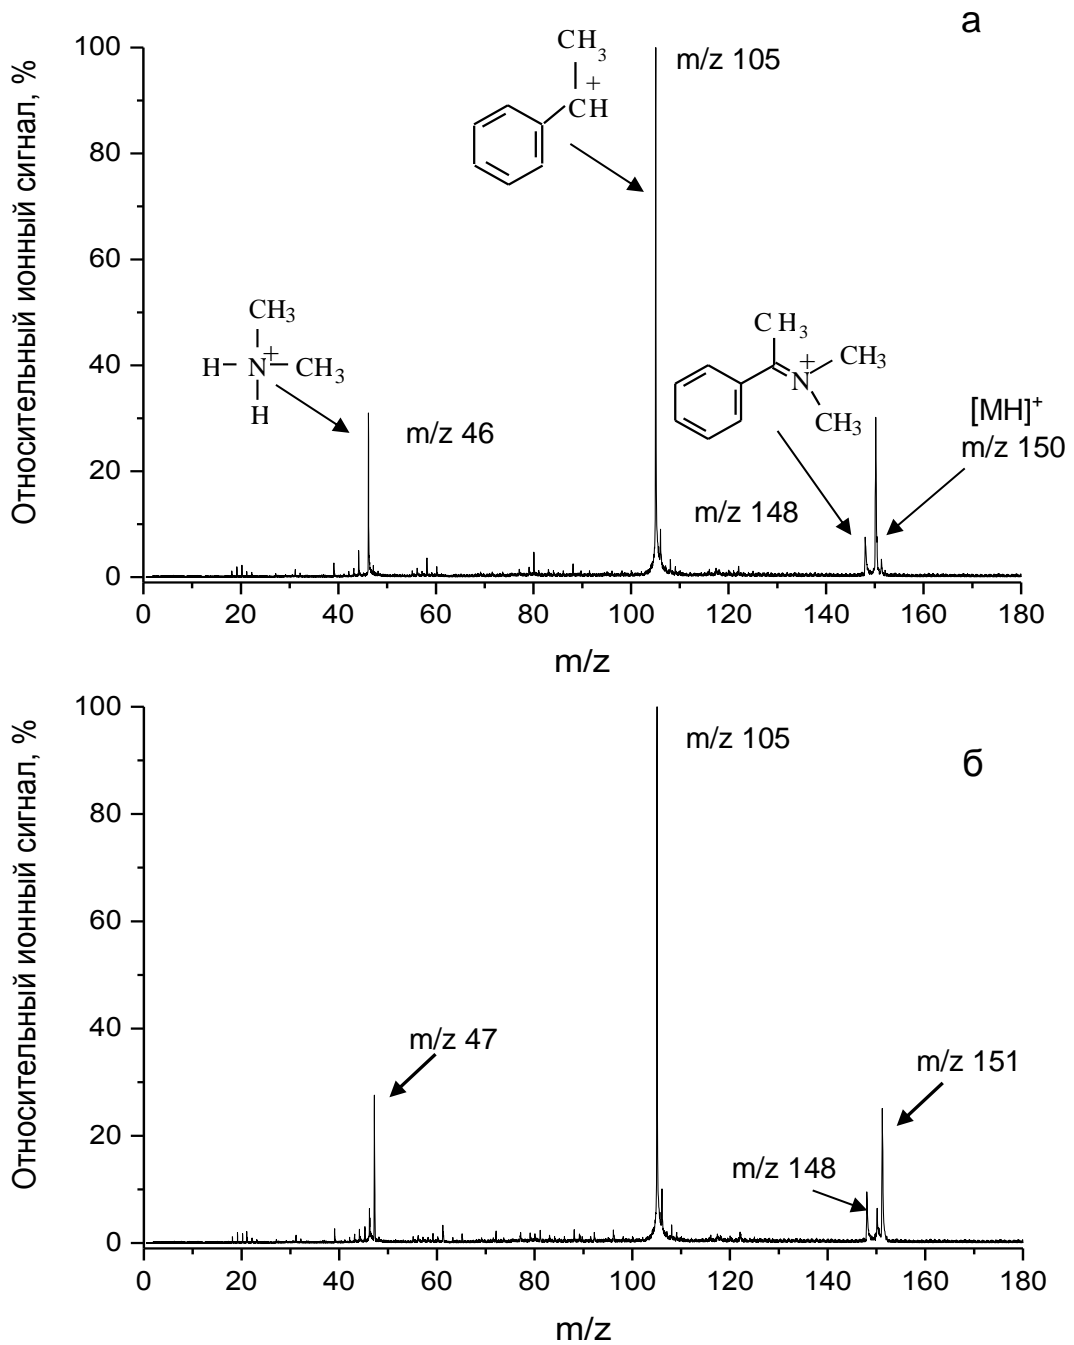 а
Относительный ионный сигнал, %
100
80
60
40
20
0
CH3
+
CH
m/z 105
CH3
H
N
+
CH3
H
m/z 46
CH3
+
N
CH3
CH3
m/z 148
[MH]+
m/z 150
0 20 40 60 80 100 120 140 160 180
m/z
б
Относительный ионный сигнал, %
100
80
60
40
20
0
m/z 105
m/z 47
m/z 151
m/z 148
0 20 40 60 80 100 120 140 160 180
m/z